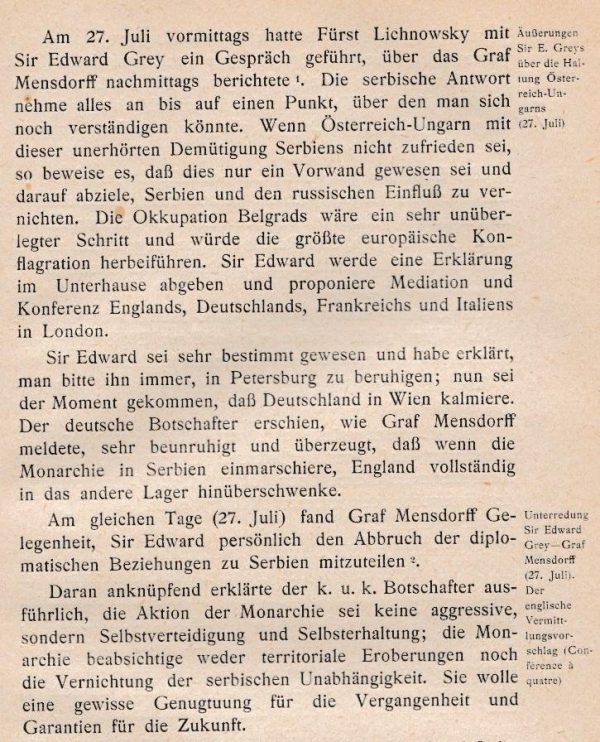 Am 27. Juli vormittags hatte Fürst Lichnowsky mit
Sir Edward Grey ein Gespräch geführt, über das Graf
Mensdorff nachmittags berichtete ¹. Die serbische Antwort
nehme alles an bis auf einen Punkt, über den man sich
noch verständigen könnte. Wenn Österreich-Ungarn mit
dieser unerhörten Demütigung Serbiens nicht zufrieden sei,
so beweise es, daß dies nur ein Vorwand gewesen sei und
darauf abziele, Serbien und den russischen Einfluß zu ver-
nichten. Die Okkupation Belgrads wäre ein sehr unüber-
legter Schritt und würde die größte europäische Kon-
flagration herbeiführen. Sir Edward werde eine Erklärung
im Unterhause abgeben und proponiere Mediation und
Konferenz Englands, Deutschlands, Frankreichs und Italiens
in London.
Äußerungen
Sir E. Greys
über die Hal-
tung Öster-
reich-Un-
garns
(27. Juli)
Sir Edward sei sehr bestimmt gewesen und habe erklärt,
man bitte ihn immer, in Petersburg zu beruhigen; nun sei
der Moment gekommen, daß Deutschland in Wien kalmiere.
Der deutsche Botschafter erschien, wie Graf Mensdorff
meldete, sehr beunruhigt und überzeugt, daß wenn die
Monarchie in Serbien einmarschiere, England vollständig
in das andere Lager hinüberschwenke.
Am gleichen Tage (27. Juli) fand Graf Mensdorff Ge-
legenheit, Sir Edward persönlich den Abbruch der diplo-
matischen Beziehungen zu Serbien mitzuteilen ².
Daran anknüpfend erklärte der k. u. k. Botschafter aus-
führlich, die Aktion der Monarchie sei keine aggressive,
sondern Selbstverteidigung und Selbsterhaltung; die Mon-
archie beabsichtige weder territoriale Eroberungen noch
die Vernichtung der serbischen Unabhängigkeit. Sie wolle
eine gewisse Genugtuung für die Vergangenheit und
Garantien für die Zukunft.
Unterredung
Sir Edward
Grey—Graf
Mensdorff
(27. Juli).
Der
englische
Vermitt-
lungsvor-
schlag (Con-
férence à
quatre)